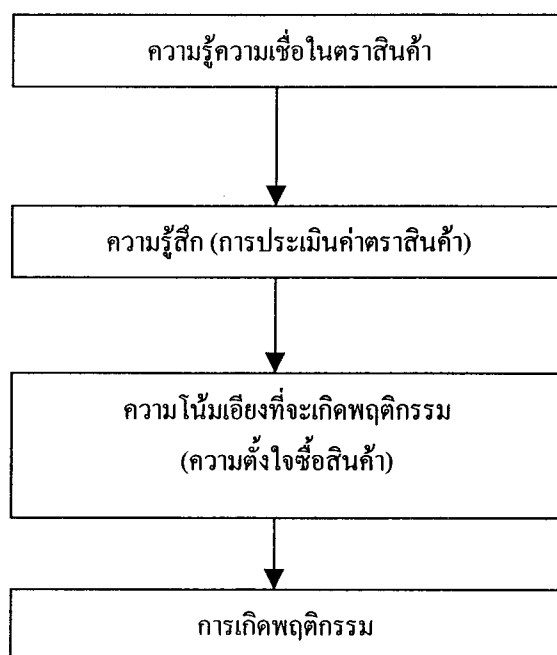 ความรู้ความเชื่อในตราสินค้า
ความรู้สึก (การประเมินค่าตราสินค้า)
ความโน้มเอียงที่จะเกิดพฤติกรรม
(ความตั้งใจซื้อสินค้า)
การเกิดพฤติกรรม